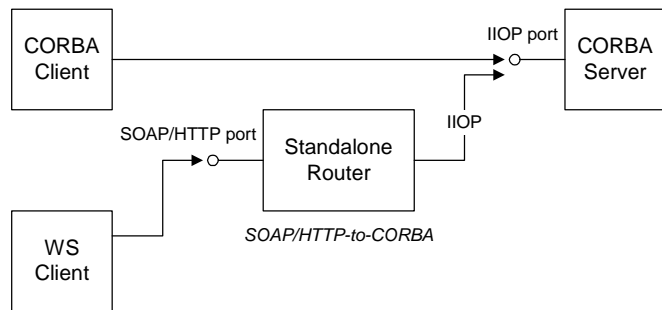 CORBA
Client
IIOP port
CORBA
Server
SOAP/HTTP port
Standalone
Router
IIOP
SOAP/HTTP-to-CORBA
WS
Client